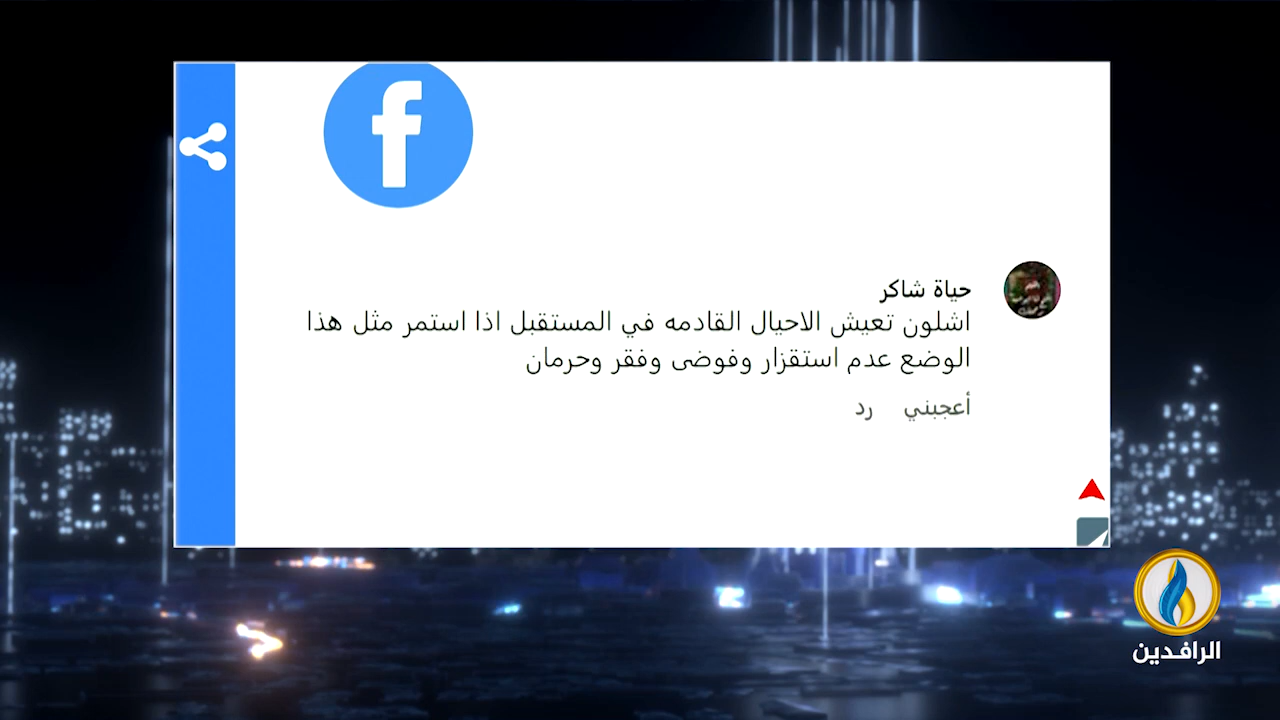 حياة شاكر
اشلون تعيش الاحيال القادمه في المستقبل اذا استمر مثل هذا
الوضع عدم استقزار وفوضى وفقر وحرمان
أعجبني رد
الرافدين